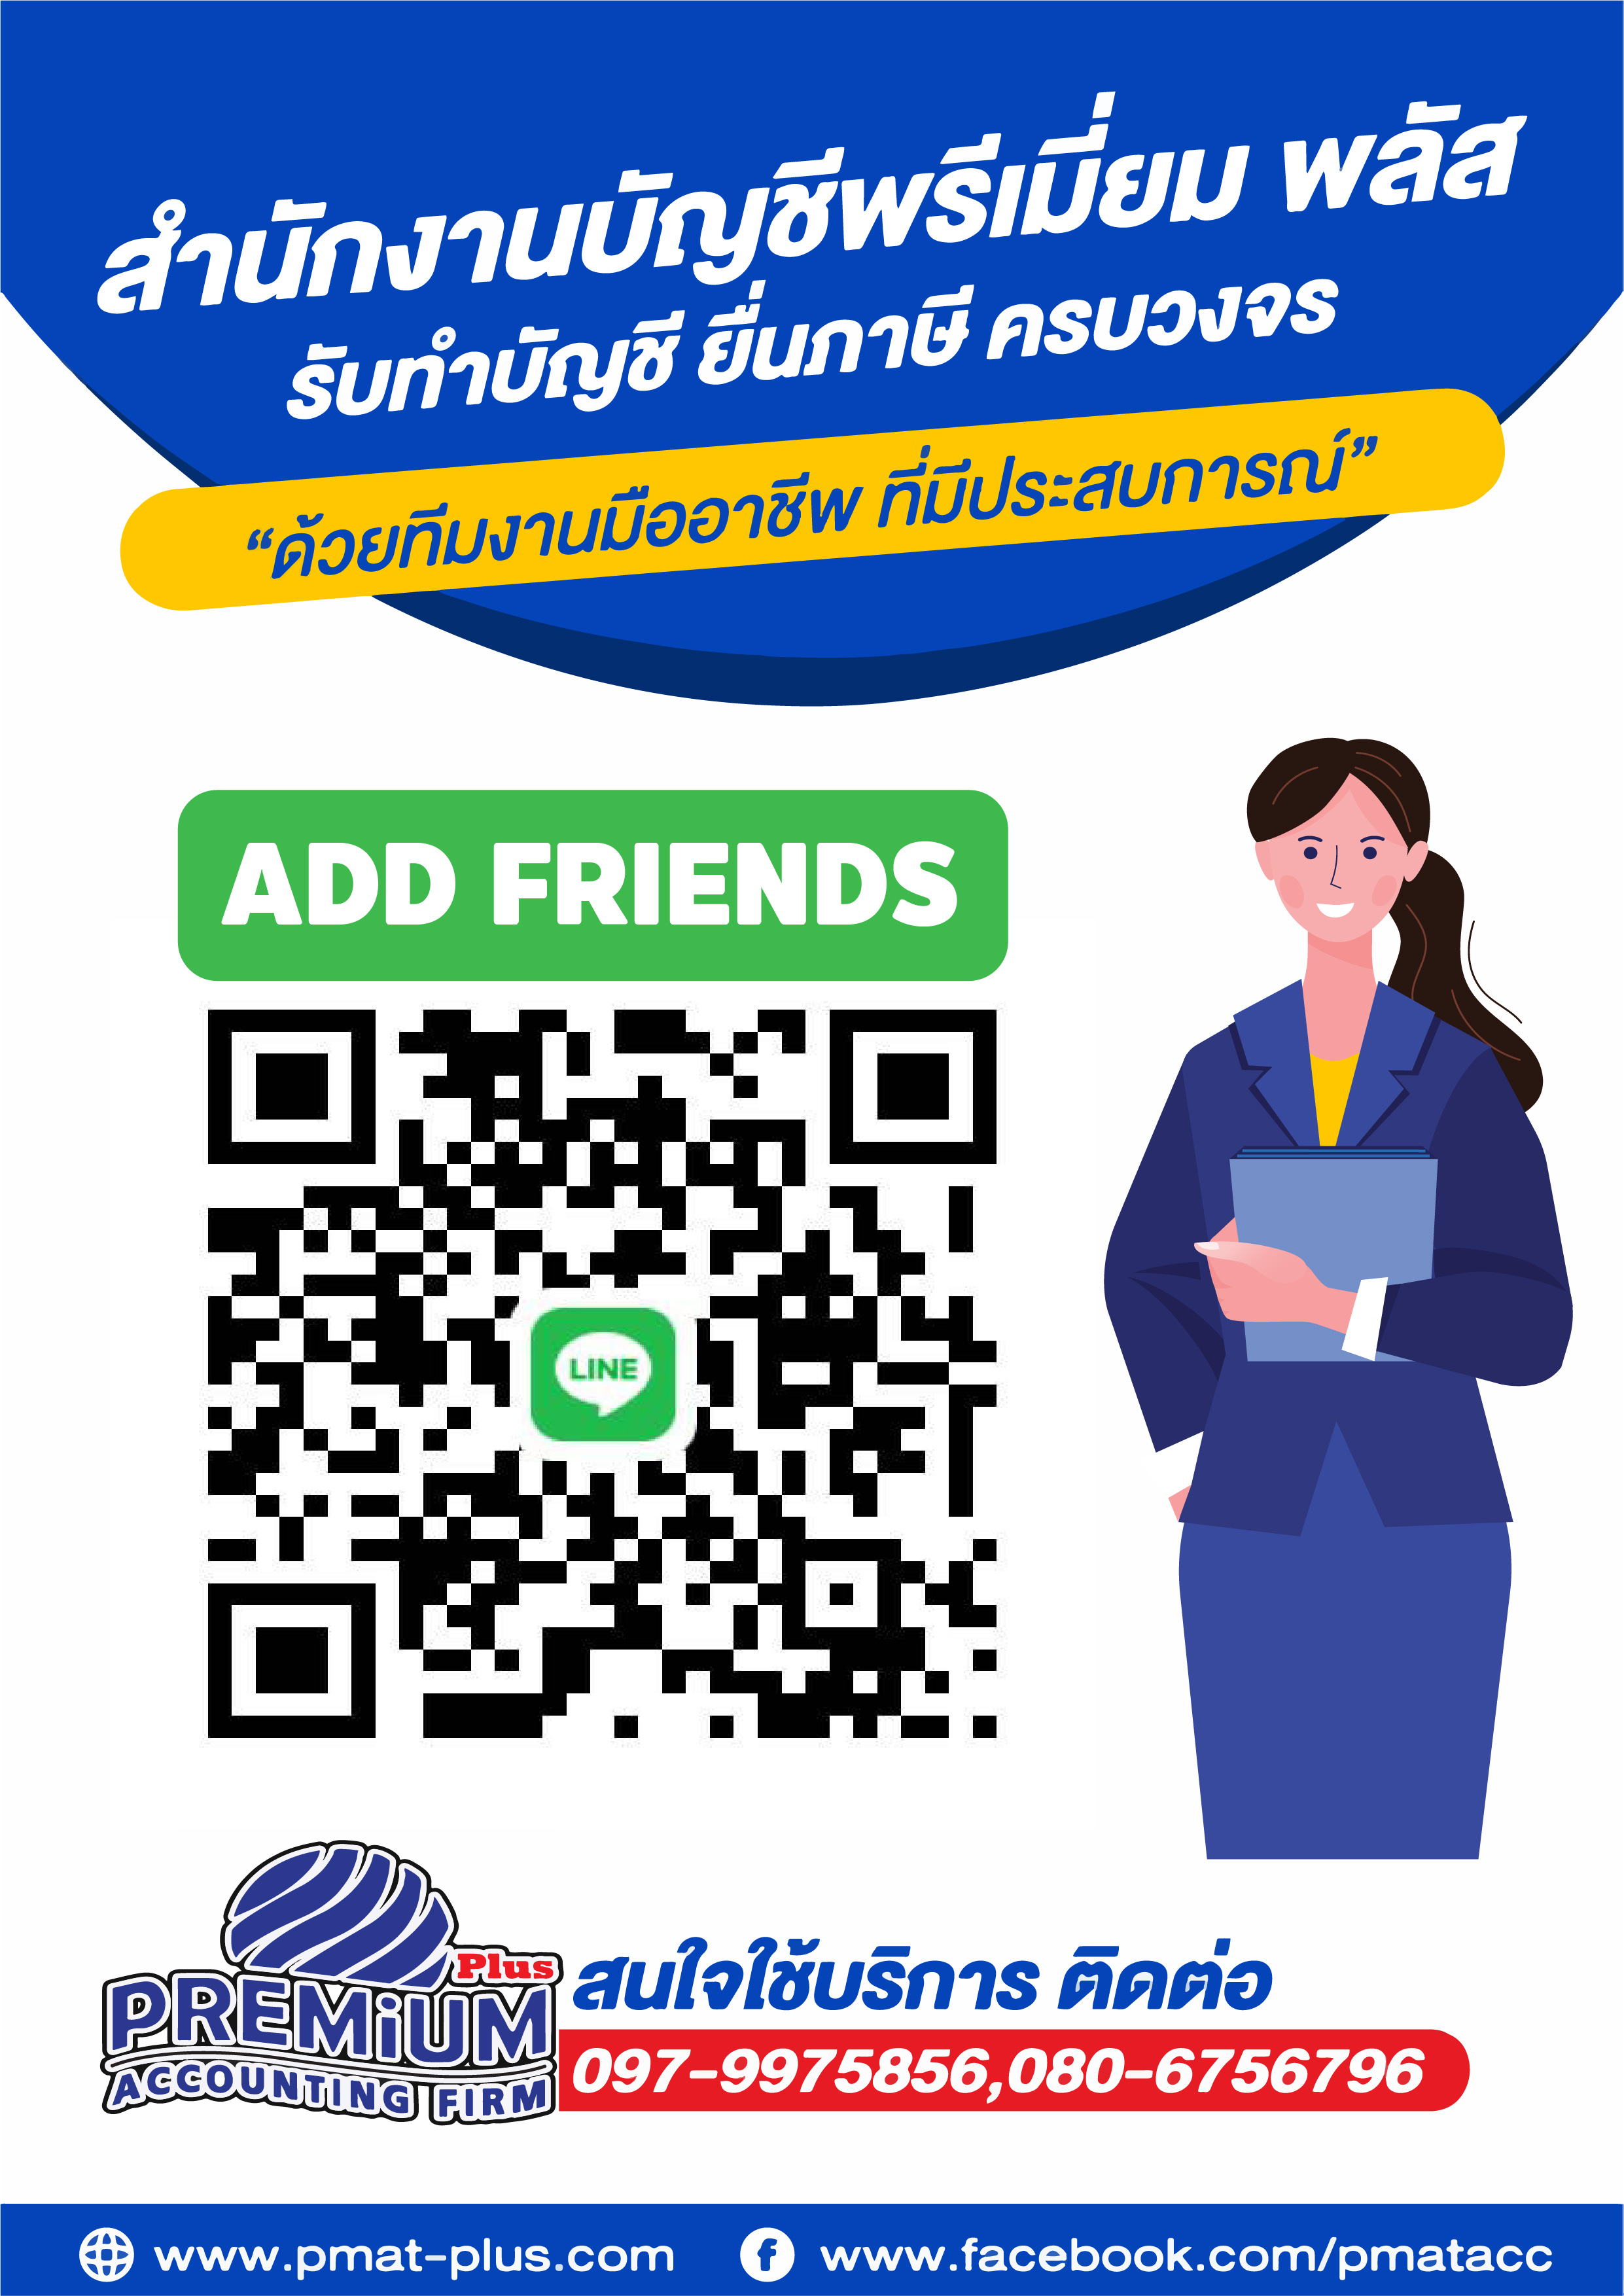 สำนักงานบัญชีพรีเมี่ยม พลัส
รับทำบัญชี ยื่นภาษี ครบวงจร
“ด้วยทีมงานมืออาชีพ ที่มีประสบการณ์”
ADD FRIENDS
LINE
Plus
PREMiUM
ACCOUNTING FIRM
สนใจใช้บริการ ติดต่อ
097-9975856,080-6756796
www.pmat-plus.com
www.facebook.com/pmatacc